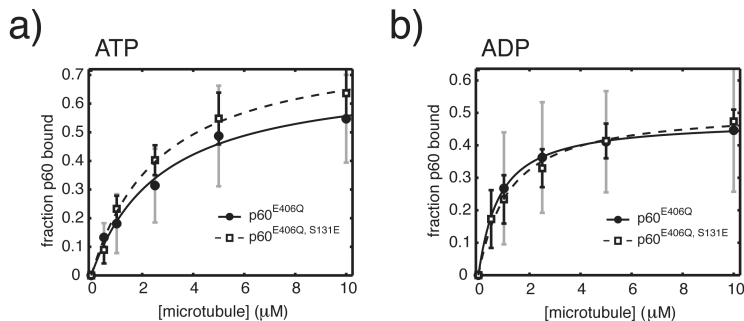 a)
ATP
0.7
0.6
0.5
0.4
0.3
0.2
0.1
0
fraction p60 bound
p60E406Q
p60E406Q, S131E
0 2 4 6 8 10
[microtubule] (μM)
b)
ADP
0.6
0.5
0.4
0.3
0.2
0.1
0.0
fraction p60 bound
p60E406Q
p60E406Q, S131E
0 2 4 6 8 10
[microtubule] (μM)